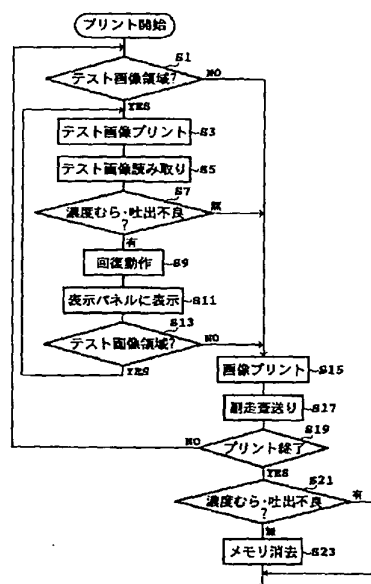 プリント開始
S1
テスト画像領域?
NO
YES
テスト画像プリント
S3
テスト画像読み取り
S5
S7
濃度むら・吐出不良
?
無
有
回復動作
S9
表示パネルに表示
S11
S13
テスト画像領域?
NO
YES
画像プリント
S15
副走査送り
S17
S19
NO
プリント終了
YES
S21
濃度むら・吐出不良
?
有
無
メモリ消去
S23